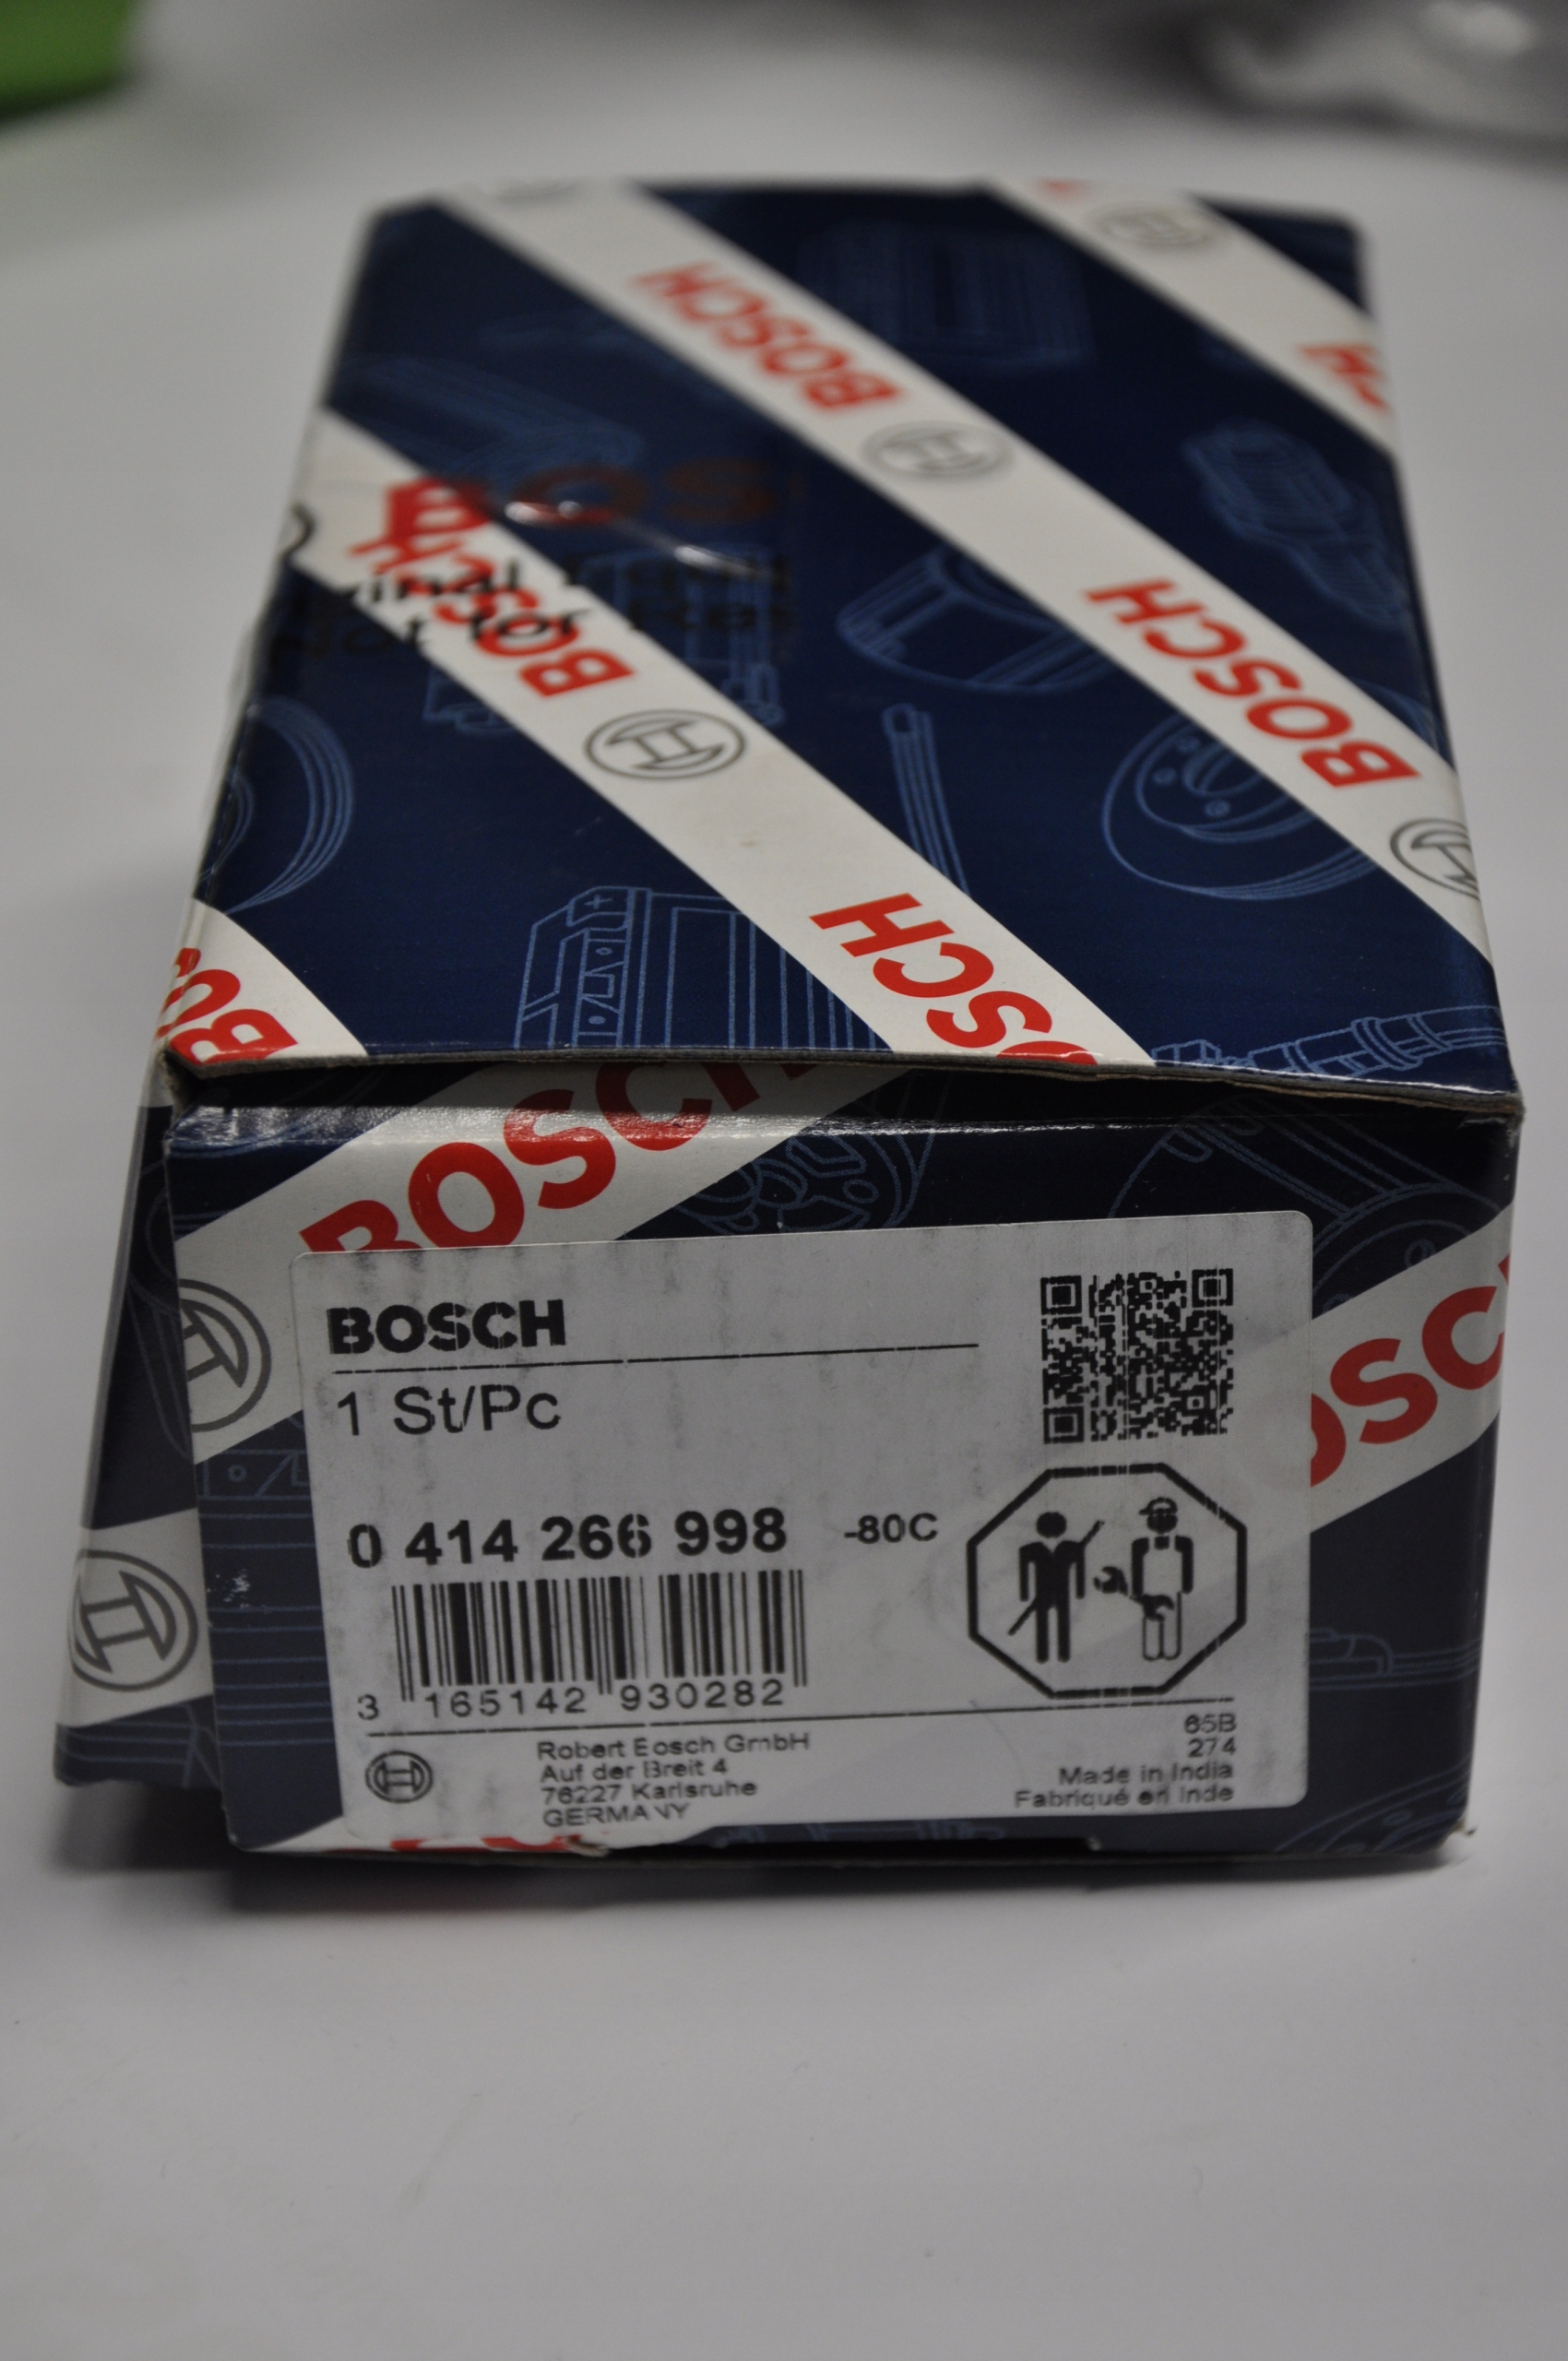 BOSCH
BOSCH
BOSCH
BOSCH
BOSCH
BOSCH
1 St/Pc
0 414 266 998 -80C
3 165142 930282
65B
274
Robert Bosch GmbH
Auf der Breit 4
76227 Karlsruhe
GERMANY
Made in India
Fabriqué en Inde